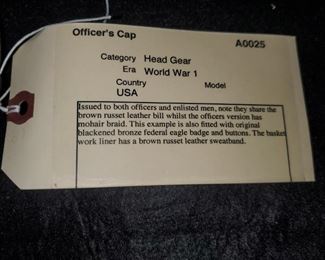 Officer's Cap
A0025
Category Head Gear
Era World War 1
Country Model
USA
Issued to both officers and enlisted men, note they share the
brown russet leather bill whilst the officers version has
mohair braid. This example is also fitted with original
blackened bronze federal eagle badge and buttons. The basket
work liner has a brown russet leather sweatband.